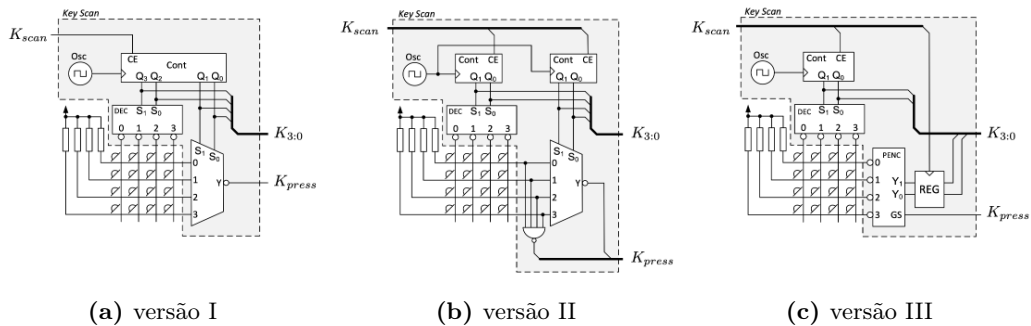 Key Scan
K_scan
Osc
CE
Cont
Q3 Q2 Q1 Q0
DEC S1 S0
0 1 2 3
S1 S0
0
1
2
3
Y
K_3:0
K_press
(a) versão I
Key Scan
K_scan
Osc
Cont CE
Q1 Q0
Cont CE
Q1 Q0
DEC S1 S0
0 1 2 3
S1 S0
0
1
2
3
Y
K_3:0
K_press
(b) versão II
Key Scan
K_scan
Osc
Cont CE
Q1 Q0
DEC S1 S0
0 1 2 3
PENC
0
1
2
3
Y1
Y0
GS
REG
K_3:0
K_press
(c) versão III